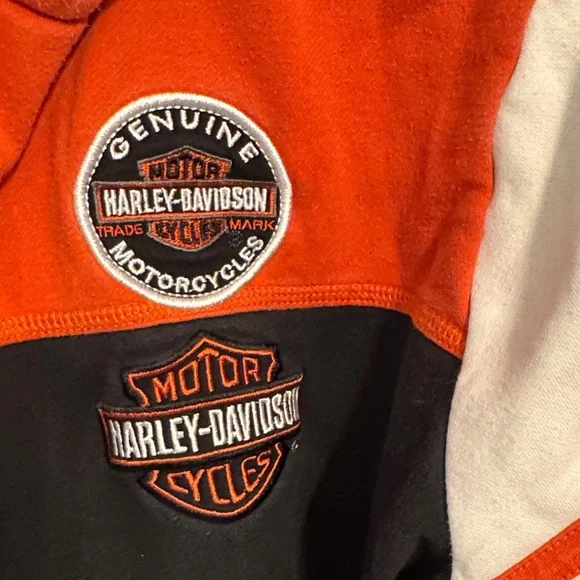 GENUINE
MOTOR
HARLEY-DAVIDSON
TRADE MARK
CYCLES
MOTORCYCLES
MOTOR
HARLEY-DAVIDSON
CYCLES